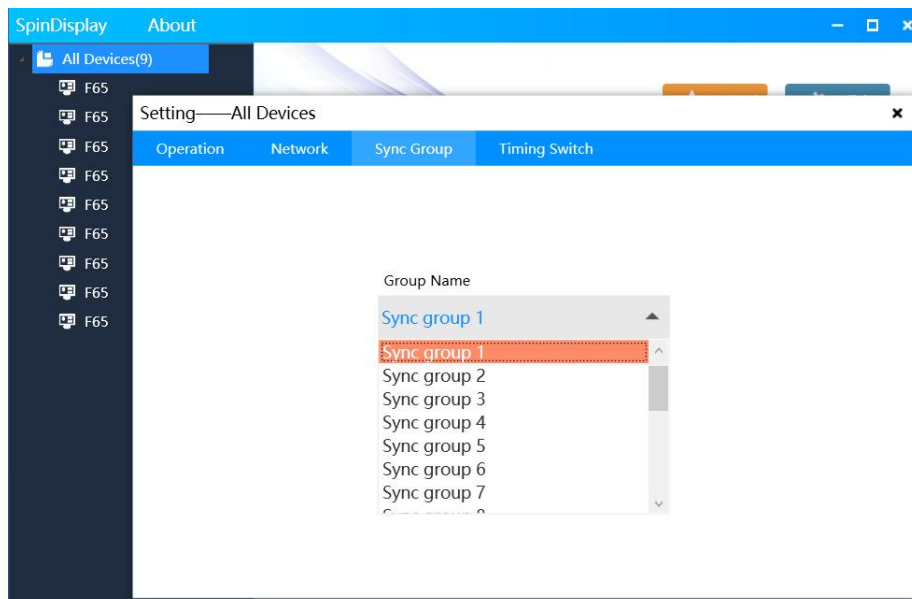 SpinDisplay About
All Devices(9)
F65
F65
F65
F65
F65
F65
F65
F65
F65
Setting——All Devices
Operation Network Sync Group Timing Switch
Group Name
Sync group 1
Sync group 1
Sync group 2
Sync group 3
Sync group 4
Sync group 5
Sync group 6
Sync group 7